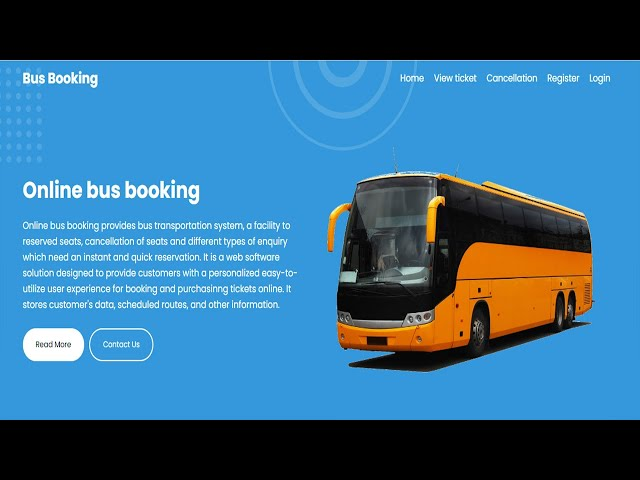 Bus Booking
Home View ticket Cancellation Register Login
Online bus booking
Online bus booking provides bus transportation system, a facility to
reserved seats, cancellation of seats and different types of enquiry
which need an instant and quick reservation. It is a web software
solution designed to provide customers with a personalized easy-to-
utilize user experience for booking and purchasinng tickets online. It
stores customer's data, scheduled routes, and other information.
Read More Contact Us